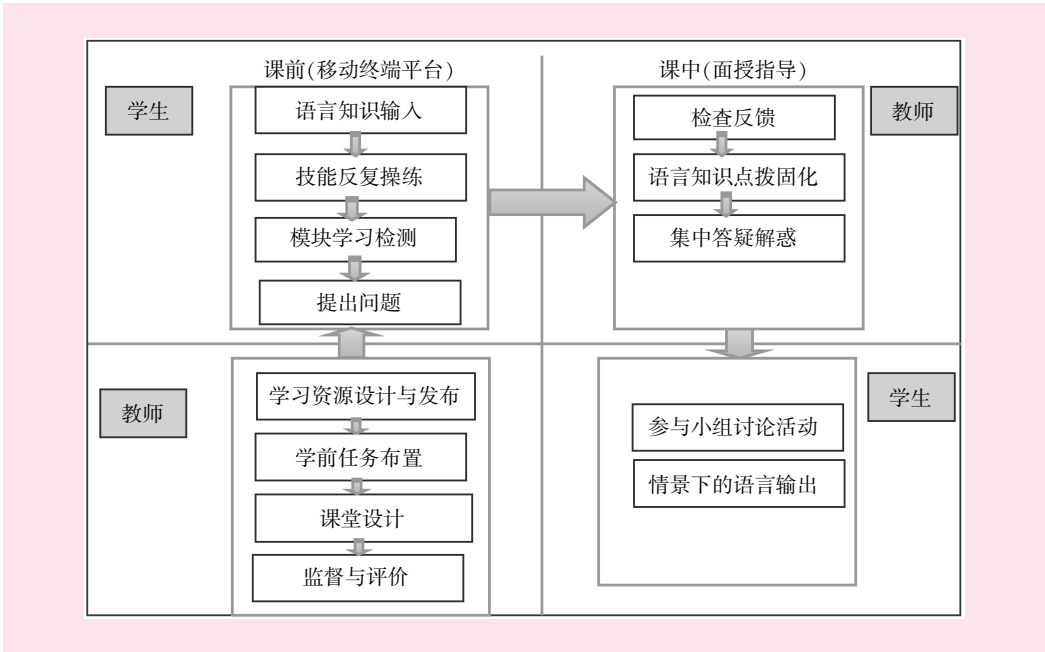 课前(移动终端平台)
学生
语言知识输入
技能反复操练
模块学习检测
提出问题
课中(面授指导)
教师
检查反馈
语言知识点拨固化
集中答疑解惑
教师
学习资源设计与发布
学前任务布置
课堂设计
监督与评价
学生
参与小组讨论活动
情景下的语言输出